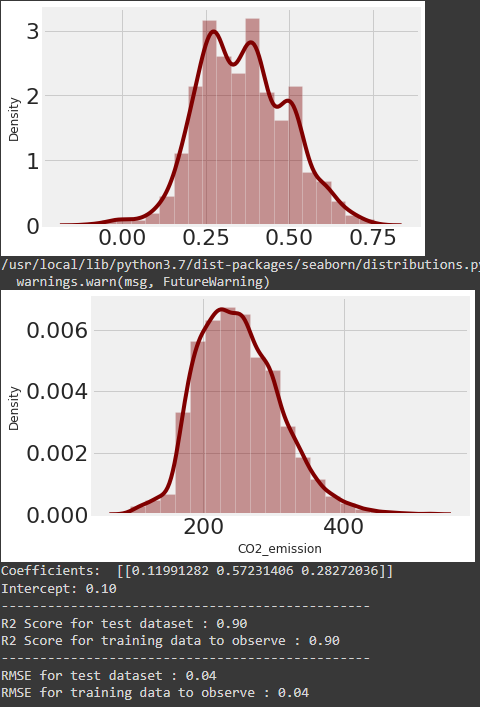 3
2
1
0
Density
0.00 0.25 0.50 0.75
/usr/local/lib/python3.7/dist-packages/seaborn/distributions.py
warnings.warn(msg, FutureWarning)
0.006
0.004
0.002
0.000
Density
200 400
CO2_emission
Coefficients:  [[0.11991282 0.57231406 0.28272036]]
Intercept: 0.10
------------------------------------------------
R2 Score for test dataset : 0.90
R2 Score for training data to observe : 0.90
------------------------------------------------
RMSE for test dataset : 0.04
RMSE for training data to observe : 0.04